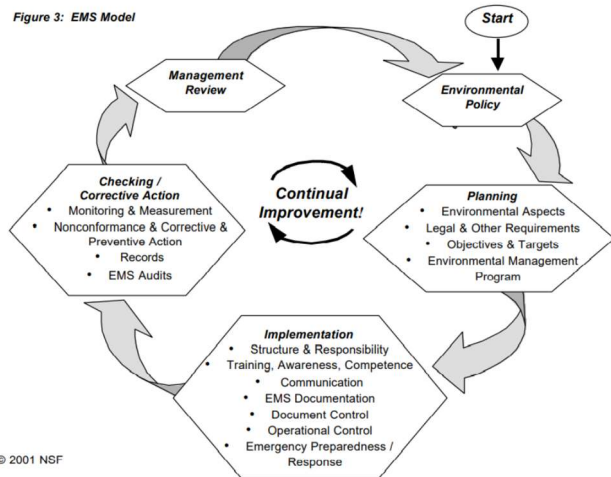 Figure 3:  EMS Model
Start
Management
Review
Environmental
Policy
Checking /
Corrective Action
• Monitoring & Measurement
• Nonconformance & Corrective &
Preventive Action
• Records
• EMS Audits
Continual
Improvement!
Planning
• Environmental Aspects
• Legal & Other Requirements
• Objectives & Targets
• Environmental Management
Program
Implementation
• Structure & Responsibility
• Training, Awareness, Competence
• Communication
• EMS Documentation
• Document Control
• Operational Control
• Emergency Preparedness /
Response
© 2001 NSF